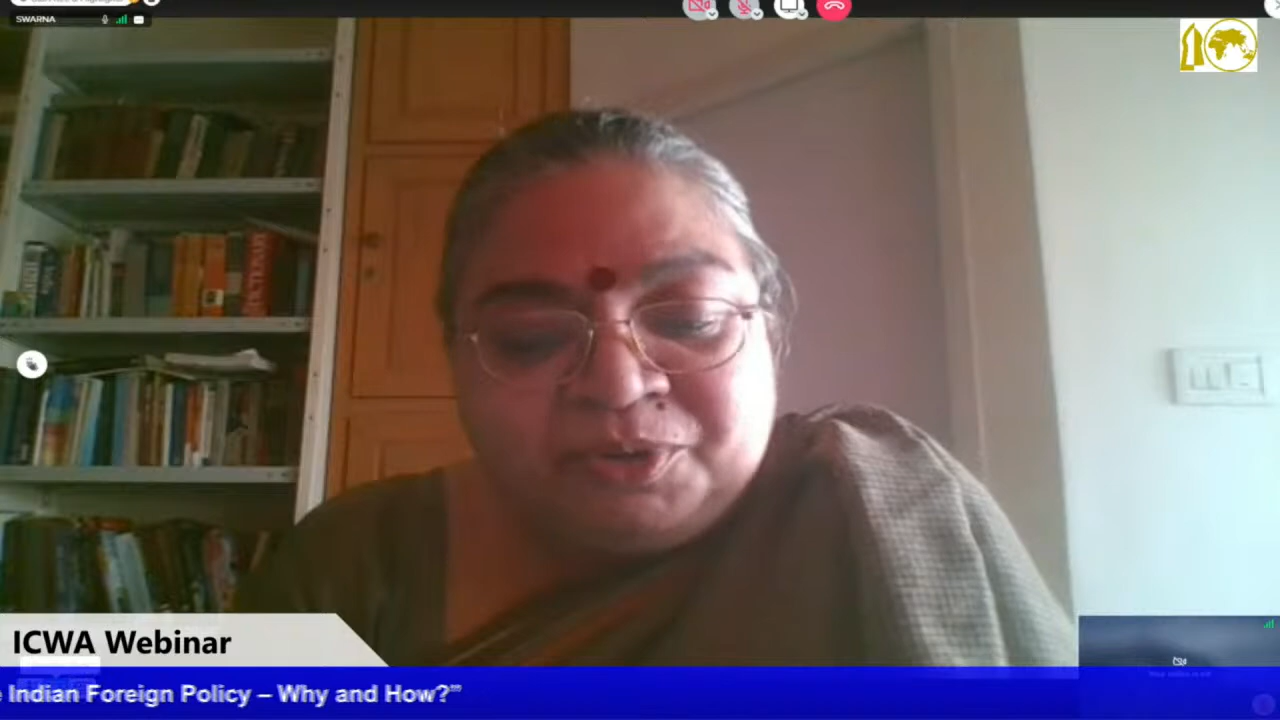 SWARNA
ICWA Webinar
Indian Foreign Policy – Why and How?”